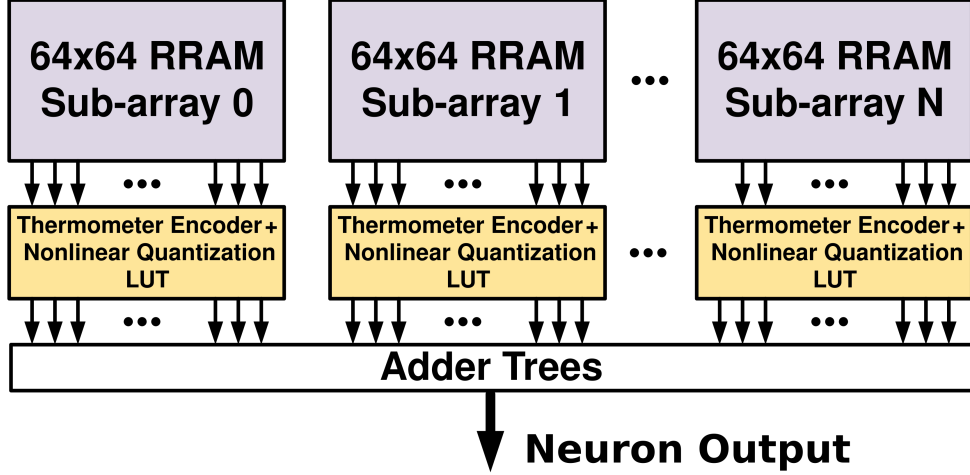 64x64 RRAM
Sub-array 0
64x64 RRAM
Sub-array 1
...
64x64 RRAM
Sub-array N
... ... ...
Thermometer Encoder+
Nonlinear Quantization
LUT
Thermometer Encoder+
Nonlinear Quantization
LUT
...
Thermometer Encoder+
Nonlinear Quantization
LUT
... ... ...
Adder Trees
Neuron Output